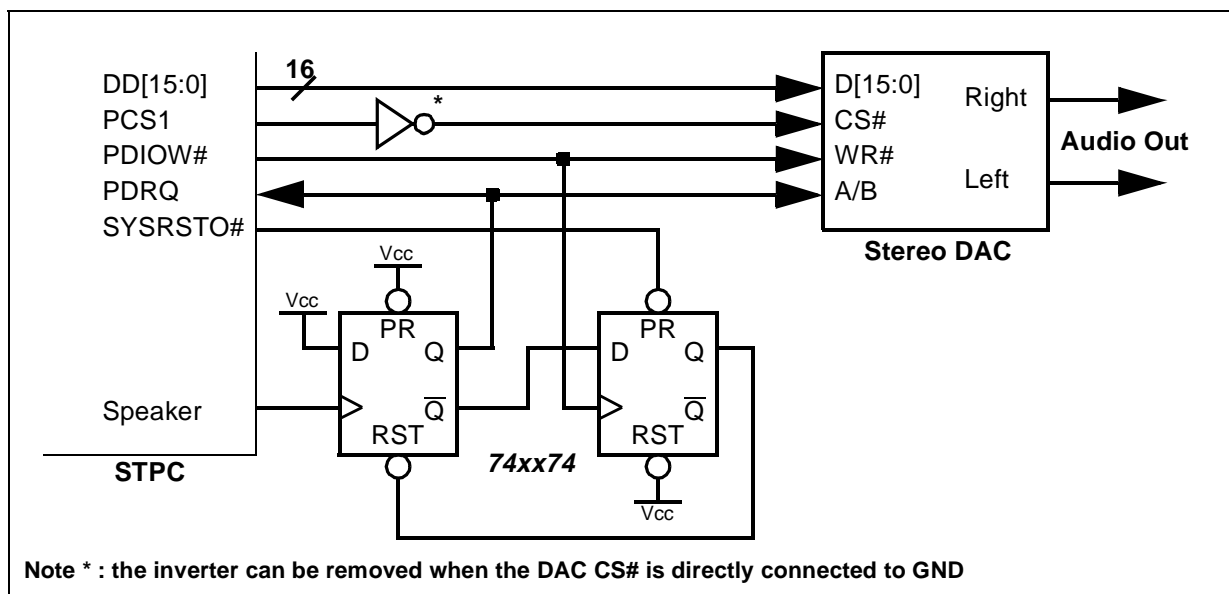 16
*
DD[15:0]
PCS1
PDIOW#
PDRQ
SYSRSTO#
Speaker
STPC
D[15:0]
CS#
WR#
A/B
Right
Left
Stereo DAC
Audio Out
Vcc
Vcc
PR
D
Q
Q
RST
74xx74
PR
D
Q
Q
RST
Vcc
Note * : the inverter can be removed when the DAC CS# is directly connected to GND